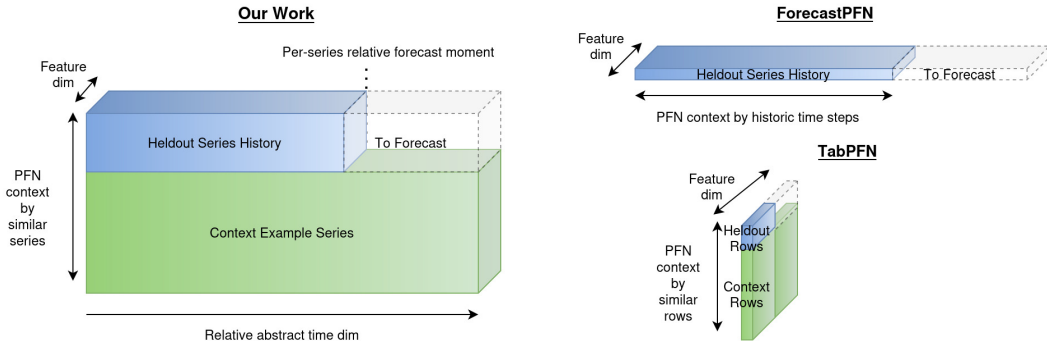 Our Work
Per-series relative forecast moment
Feature
dim
Heldout Series History
To Forecast
PFN
context
by
similar
series
Context Example Series
Relative abstract time dim
ForecastPFN
Feature
dim
Heldout Series History
To Forecast
PFN context by historic time steps
TabPFN
Feature
dim
Heldout
Rows
PFN
context
by
similar
rows
Context
Rows